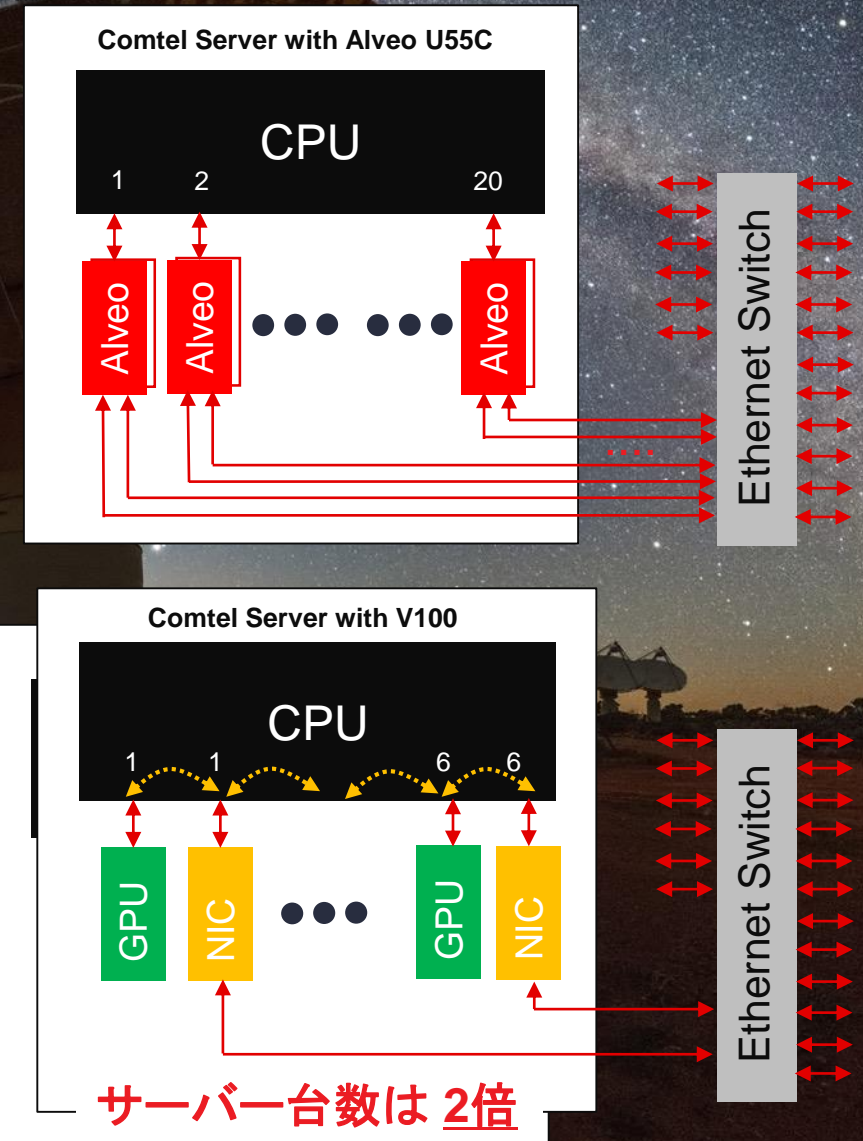 Comtel Server with Alveo U55C
CPU
1 2 20
Alveo Alveo Alveo
Ethernet Switch
Comtel Server with V100
CPU
1 1 6 6
GPU NIC GPU NIC
Ethernet Switch
サーバー台数は 2倍